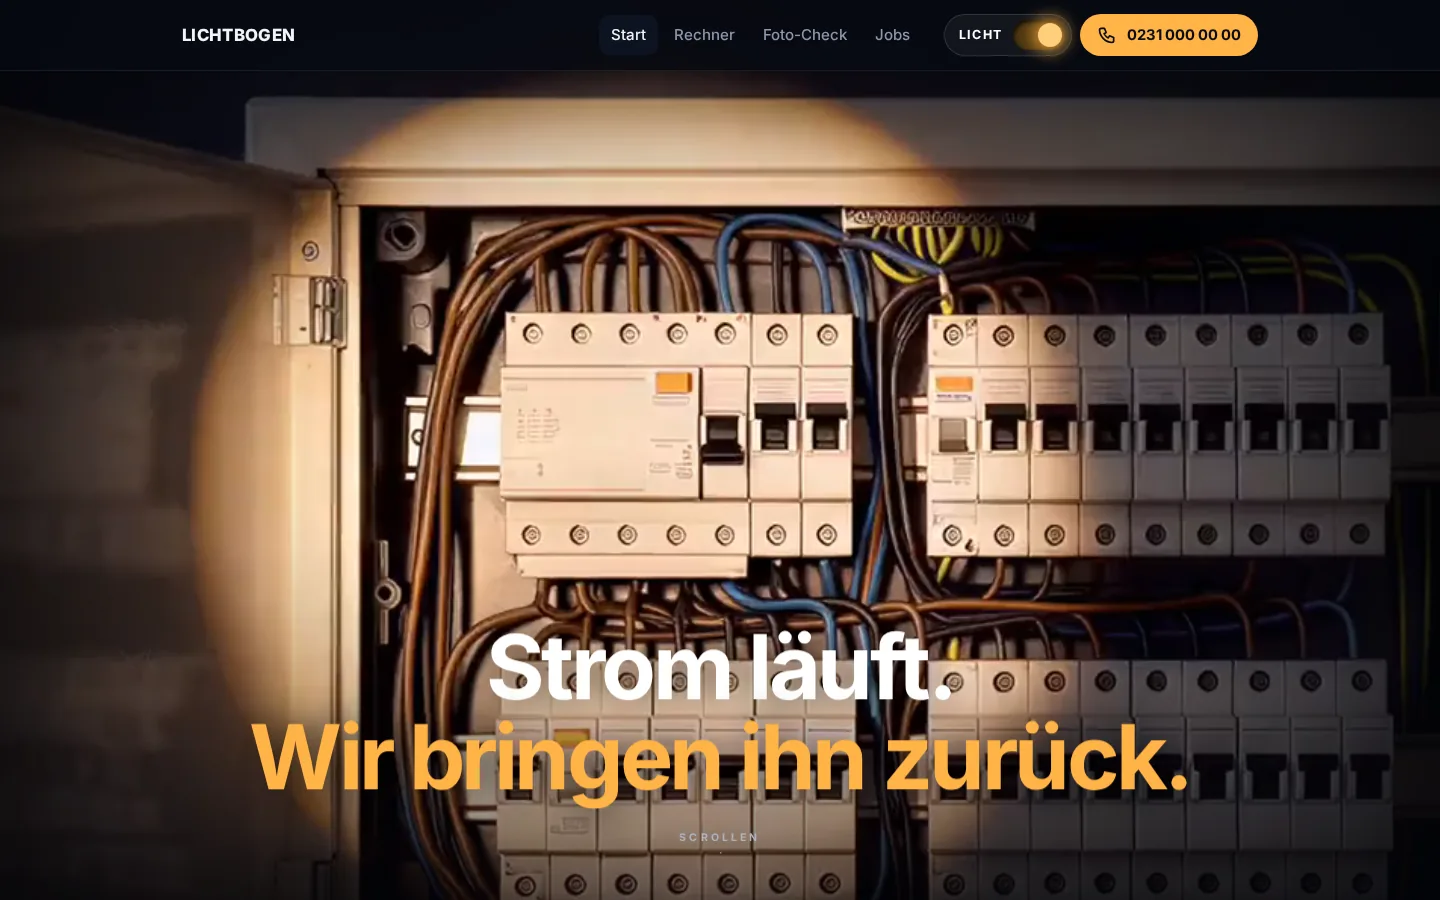 LICHTBOGEN
Start
Rechner
Foto-Check
Jobs
LICHT
0231 000 00 00
Strom läuft.
Wir bringen ihn zurück.
SCROLLEN